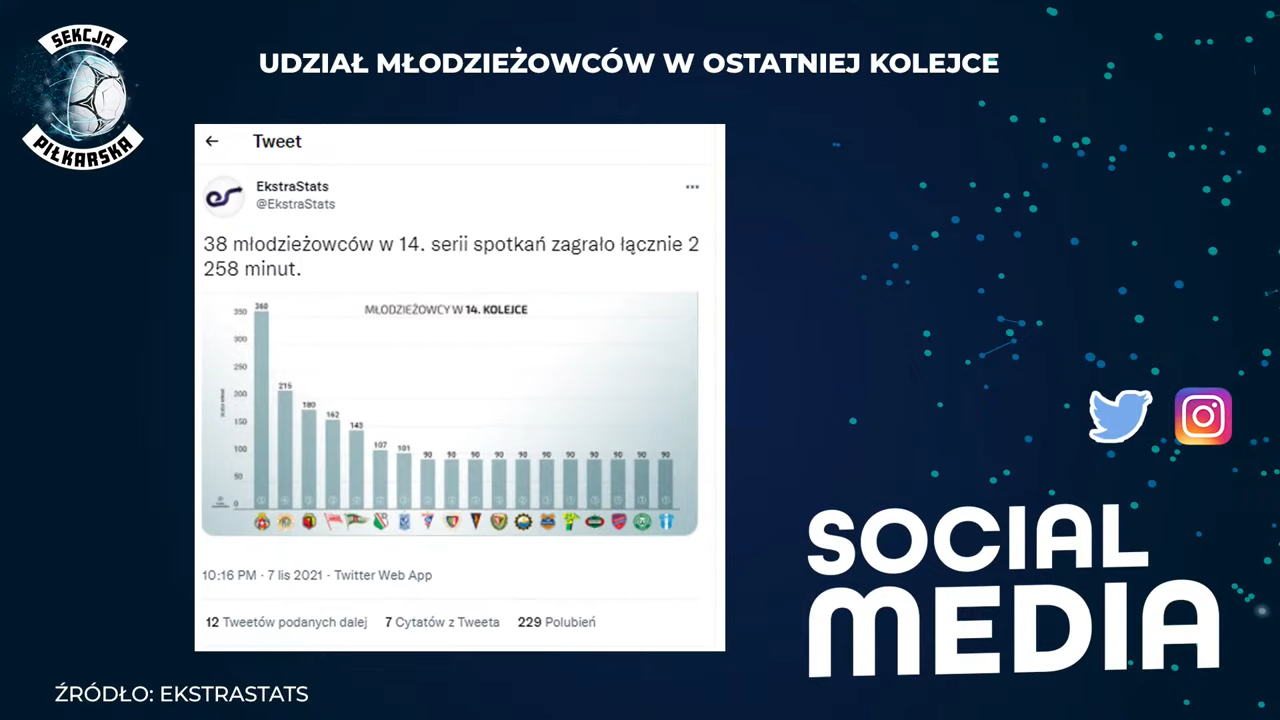 SEKCJA
PIŁKARSKA
UDZIAŁ MŁODZIEŻOWCÓW W OSTATNIEJ KOLEJCE
Tweet
EkstraStats
@EkstraStats
38 młodzieżowców w 14. serii spotkań zagrało łącznie 2
258 minut.
MŁODZIEŻOWCY W 14. KOLEJCE
350
300
250
200
150
100
50
0
360
215
180
162
143
107
101
90
90
90
90
90
90
90
90
90
90
90
10:16 PM · 7 lis 2021 · Twitter Web App
12 Tweetów podanych dalej
7 Cytatów z Tweeta
229 Polubień
SOCIAL
MEDIA
ŹRÓDŁO: EKSTRASTATS